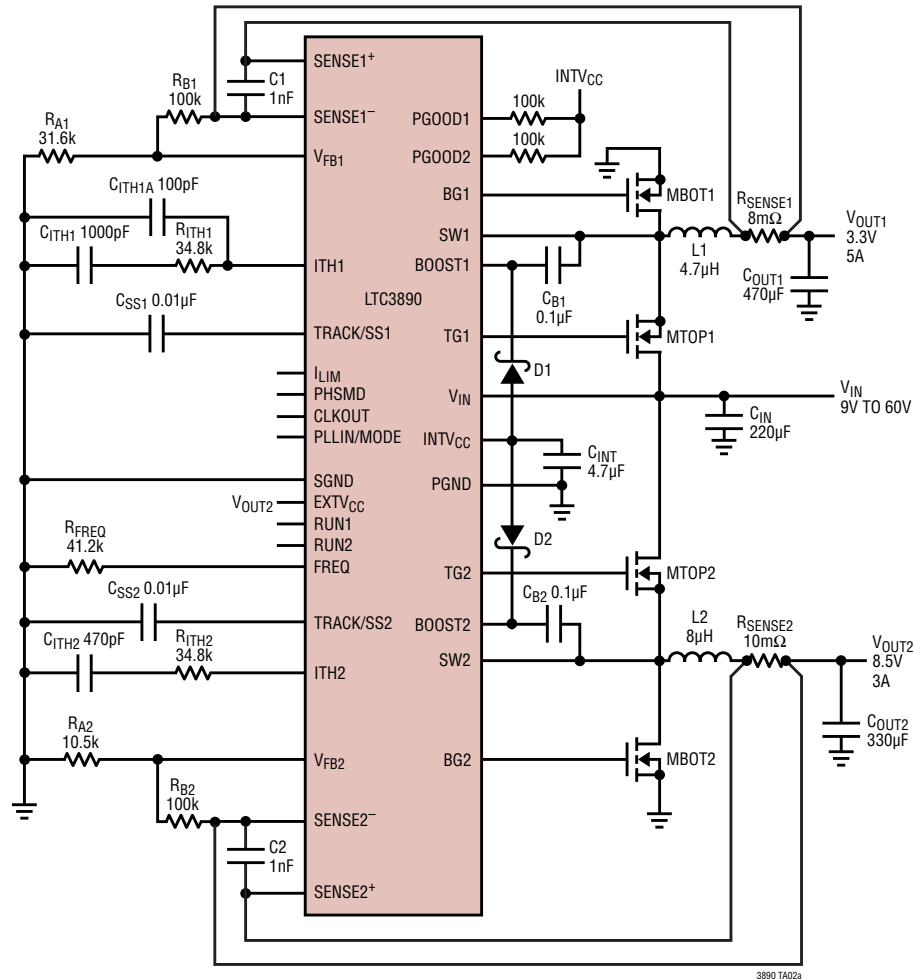 SENSE1+
C1
1nF
RB1
100k
SENSE1–
RA1
31.6k
VFB1
CITH1A 100pF
CITH1 1000pF
RITH1
34.8k
ITH1
LTC3890
CSS1 0.01µF
TRACK/SS1
ILIM
PHSMD
CLKOUT
PLLIN/MODE
SGND
VOUT2
EXTVCC
RUN1
RUN2
RFREQ
41.2k
FREQ
CSS2 0.01µF
TRACK/SS2
CITH2 470pF
RITH2
34.8k
ITH2
RA2
10.5k
VFB2
RB2
100k
SENSE2–
C2
1nF
SENSE2+
INTVCC
100k
PGOOD1
100k
PGOOD2
BG1
MBOT1
RSENSE1
8mΩ
VOUT1
3.3V
5A
SW1
L1
4.7µH
BOOST1
CB1
0.1µF
COUT1
470µF
TG1
MTOP1
D1
VIN
VIN
9V TO 60V
CIN
220µF
INTVCC
CINT
4.7µF
PGND
D2
TG2
MTOP2
CB2 0.1µF
BOOST2
L2
8µH
RSENSE2
10mΩ
VOUT2
8.5V
3A
SW2
COUT2
330µF
BG2
MBOT2
3890 TA02a